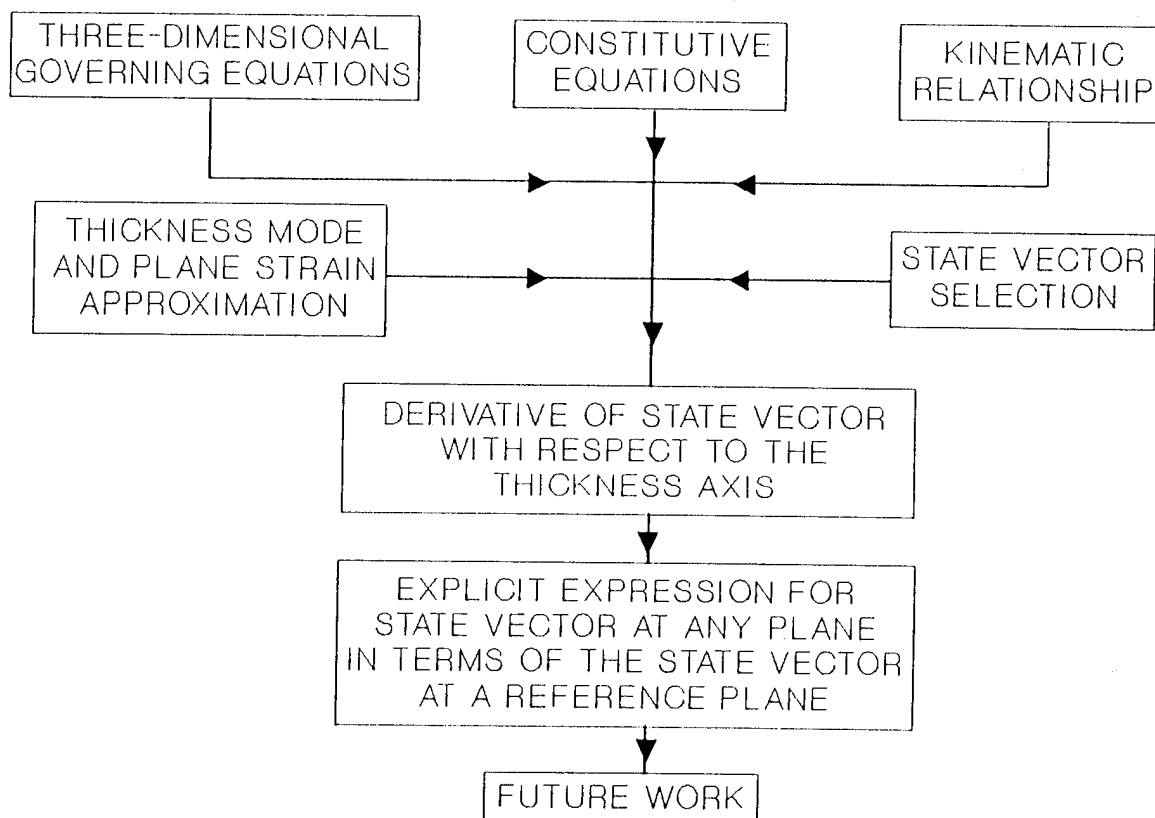 THREE-DIMENSIONAL
GOVERNING EQUATIONS
CONSTITUTIVE
EQUATIONS
KINEMATIC
RELATIONSHIP
THICKNESS MODE
AND PLANE STRAIN
APPROXIMATION
STATE VECTOR
SELECTION
DERIVATIVE OF STATE VECTOR
WITH RESPECT TO THE
THICKNESS AXIS
EXPLICIT EXPRESSION FOR
STATE VECTOR AT ANY PLANE
IN TERMS OF THE STATE VECTOR
AT A REFERENCE PLANE
FUTURE WORK